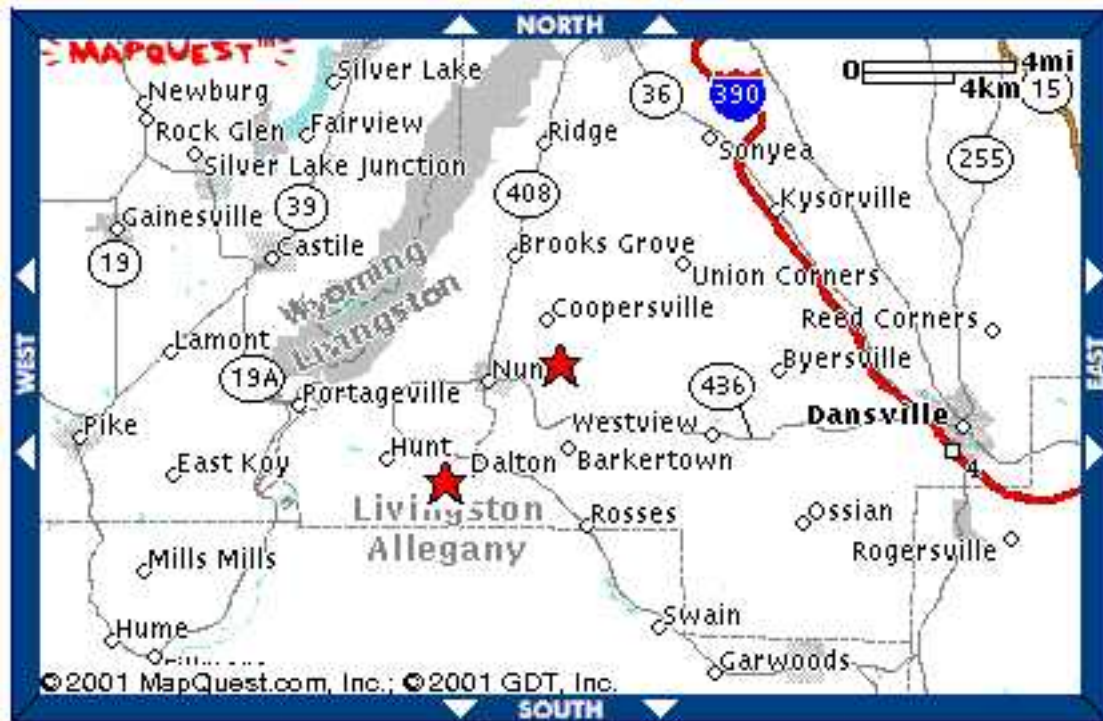 NORTH
MAPQUEST™
Silver Lake
0 4mi
4km
36
390
15
Newburg
Rock Glen
Fairview
Ridge
Sonyea
Silver Lake Junction
255
408
Kysorville
39
Gainesville
Castile
Brooks Grove
19
Wyoming
Union Corners
Livingston
Coopersville
Reed Corners
Lamont
WEST
EAST
19A
Nun
Byersville
436
Portageville
Dansville
Pike
Westview
Hunt
Dalton
Barkertown
East Koy
4
Livingston
Rosses
Ossian
Allegany
Rogersville
Mills Mills
Swain
Hume
Garwoods
©2001 MapQuest.com, Inc.; ©2001 GDT, Inc.
SOUTH